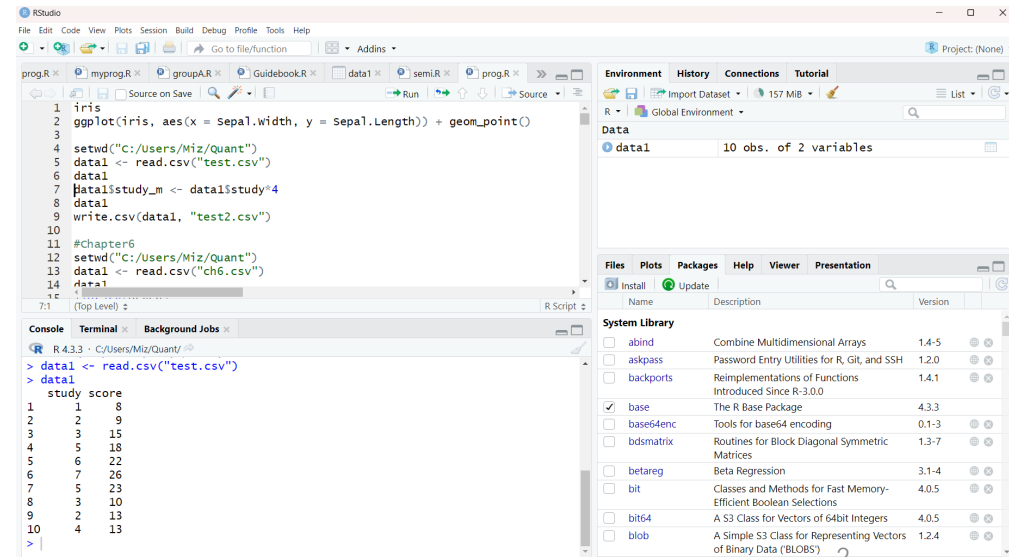 RStudio
File Edit Code View Plots Session Build Debug Profile Tools Help
Go to file/function
Addins
Project: (None)
prog.R myprog.R groupA.R Guidebook.R data1 semi.R prog.R
Source on Save Run Source
1 iris
2 ggplot(iris, aes(x = Sepal.Width, y = Sepal.Length)) + geom_point()
3
4 setwd("C:/Users/Miz/Quant")
5 data1 <- read.csv("test.csv")
6 data1
7 data1$study_m <- data1$study*4
8 data1
9 write.csv(data1, "test2.csv")
10
11 #Chapter6
12 setwd("C:/Users/Miz/Quant")
13 data1 <- read.csv("ch6.csv")
14 data1
15
7:1 (Top Level) R Script
Console Terminal Background Jobs
R 4.3.3 · C:/Users/Miz/Quant/
> data1 <- read.csv("test.csv")
> data1
study score
1 1 8
2 2 9
3 3 15
4 5 18
5 6 22
6 7 26
7 5 23
8 3 10
9 2 13
10 4 13
>
Environment History Connections Tutorial
Import Dataset 157 MiB List
R Global Environment
Data
data1 10 obs. of 2 variables
Files Plots Packages Help Viewer Presentation
Install Update
Name Description Version
System Library
abind Combine Multidimensional Arrays 1.4-5
askpass Password Entry Utilities for R, Git, and SSH 1.2.0
backports Reimplementations of Functions 1.4.1
Introduced Since R-3.0.0
base The R Base Package 4.3.3
base64enc Tools for base64 encoding 0.1-3
bdsmatrix Routines for Block Diagonal Symmetric 1.3-7
Matrices
betareg Beta Regression 3.1-4
bit Classes and Methods for Fast Memory- 4.0.5
Efficient Boolean Selections
bit64 A S3 Class for Vectors of 64bit Integers 4.0.5
blob A Simple S3 Class for Representing Vectors 1.2.4
of Binary Data ('BLOBS')